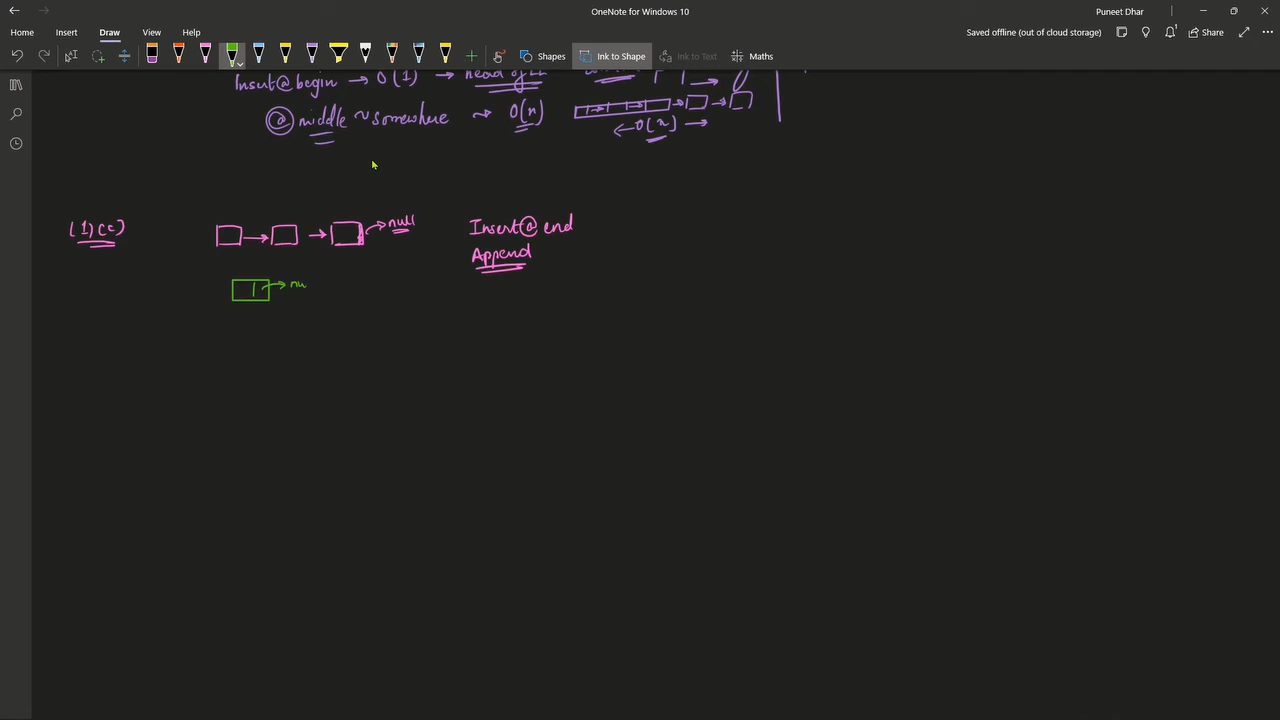 OneNote for Windows 10
Puneet Dhar
Home Insert Draw View Help
Saved offline (out of cloud storage)
Share
Shapes
Ink to Shape
Ink to Text
Maths
Insert@begin → O(1) → head of LL
@ middle ~ somewhere → O(n)
← O(n) →
(1)(c)
null
Insert@end
Append
nu